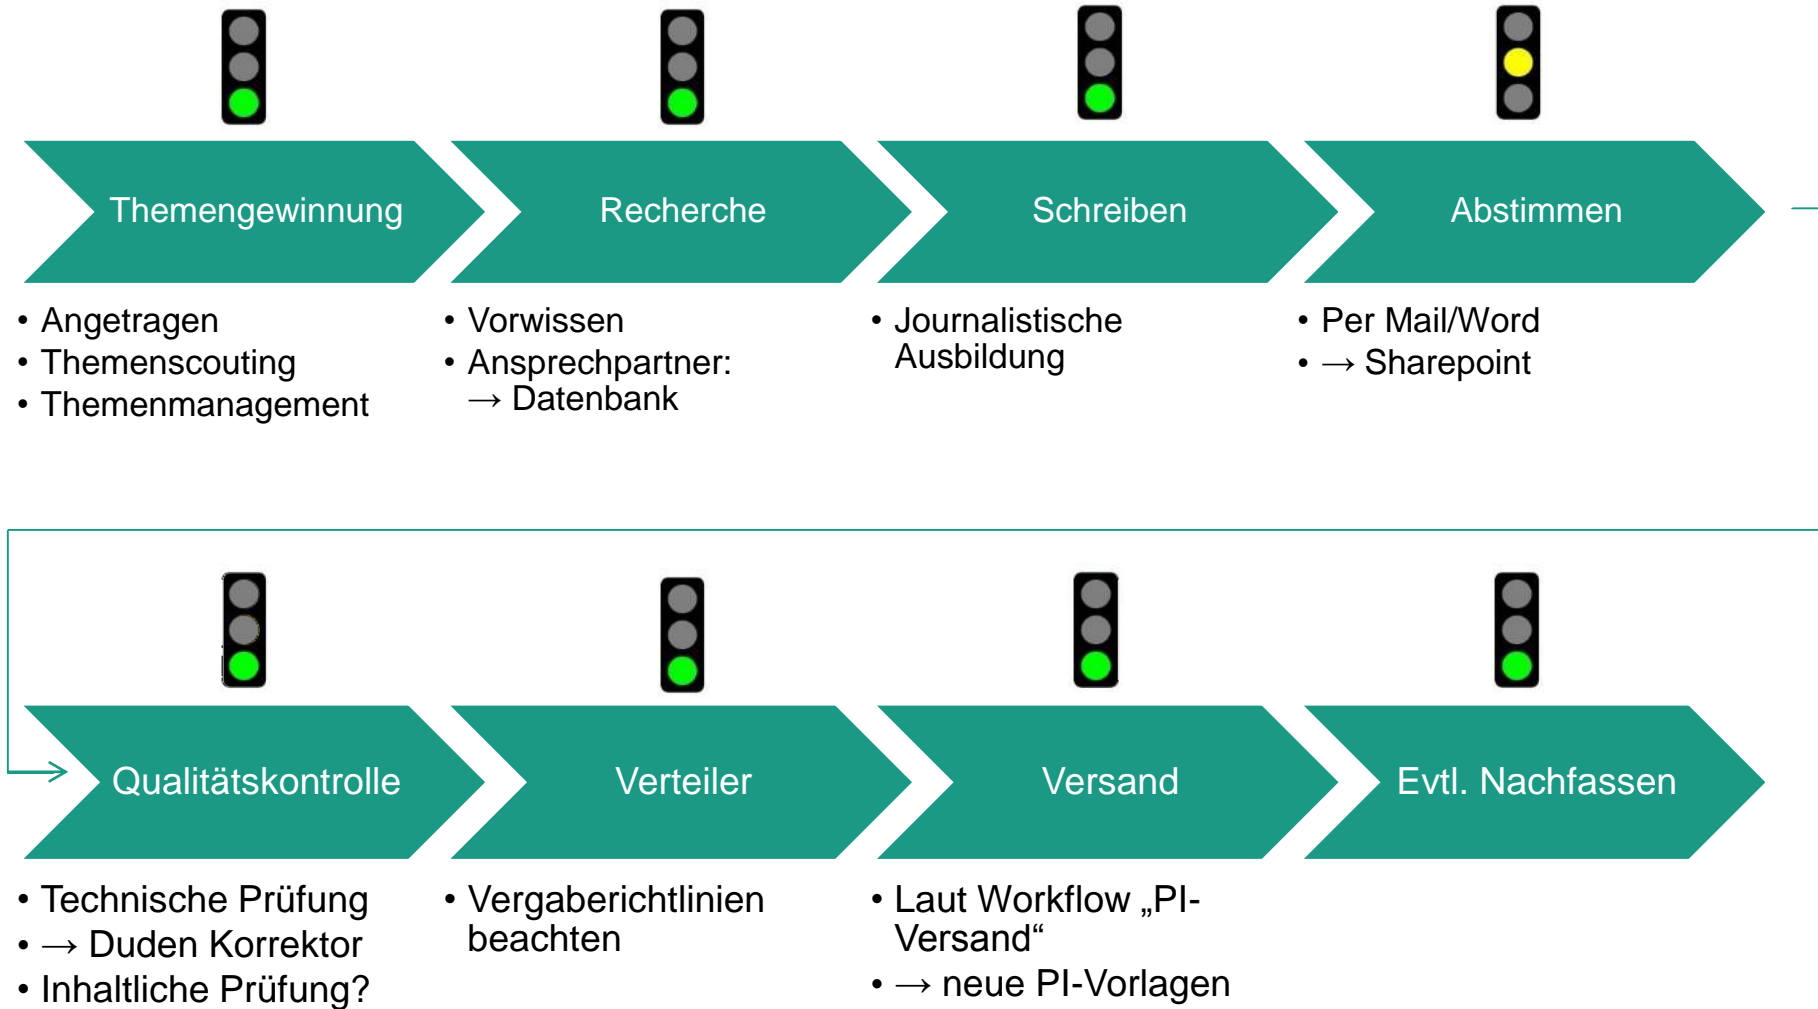 Themengewinnung
Recherche
Schreiben
Abstimmen
• Angetragen
• Themenscouting
• Themenmanagement
• Vorwissen
• Ansprechpartner:
→ Datenbank
• Journalistische
Ausbildung
• Per Mail/Word
• → Sharepoint
Qualitätskontrolle
Verteiler
Versand
Evtl. Nachfassen
• Technische Prüfung
• → Duden Korrektor
• Inhaltliche Prüfung?
• Vergaberichtlinien
beachten
• Laut Workflow „PI-
Versand“
• → neue PI-Vorlagen